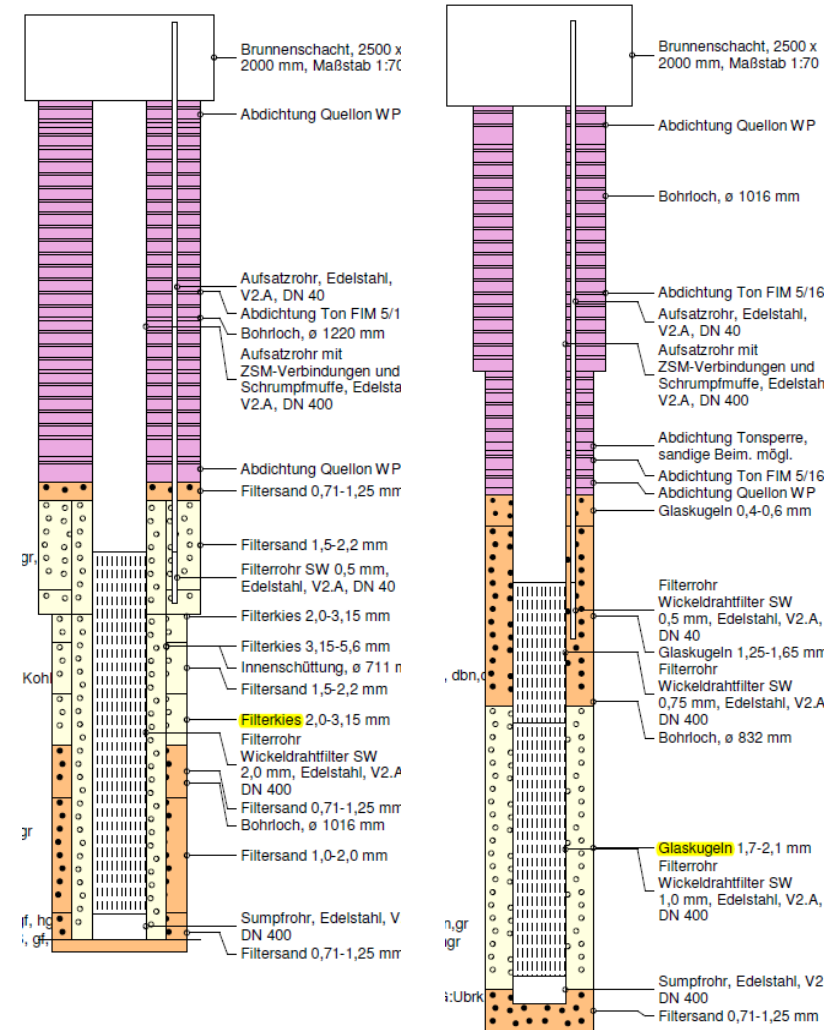 Brunnenschacht, 2500 x
2000 mm, Maßstab 1:70
Abdichtung Quellon WP
Aufsatzrohr, Edelstahl,
V2.A, DN 40
Abdichtung Ton FIM 5/1
Bohrloch, ø 1220 mm
Aufsatzrohr mit
ZSM-Verbindungen und
Schrumpfmuffe, Edelsta
V2.A, DN 400
Abdichtung Quellon WP
Filtersand 0,71-1,25 mm
gr,
Filtersand 1,5-2,2 mm
Filterrohr SW 0,5 mm,
Edelstahl, V2.A, DN 40
Filterkies 2,0-3,15 mm
Filterkies 3,15-5,6 mm
Innenschüttung, ø 711 m
Kohl
Filtersand 1,5-2,2 mm
Filterkies 2,0-3,15 mm
Filterrohr
Wickeldrahtfilter SW
2,0 mm, Edelstahl, V2.A
DN 400
Filtersand 0,71-1,25 mm
Bohrloch, ø 1016 mm
gr
Filtersand 1,0-2,0 mm
gf, hg
Sumpfrohr, Edelstahl, V
DN 400
gf,
Filtersand 0,71-1,25 mm
Brunnenschacht, 2500 x
2000 mm, Maßstab 1:70
Abdichtung Quellon WP
Bohrloch, ø 1016 mm
Abdichtung Ton FIM 5/16
Aufsatzrohr, Edelstahl,
V2.A, DN 40
Aufsatzrohr mit
ZSM-Verbindungen und
Schrumpfmuffe, Edelstah
V2.A, DN 400
Abdichtung Tonsperre,
sandige Beim. mögl.
Abdichtung Ton FIM 5/16
Abdichtung Quellon WP
Glaskugeln 0,4-0,6 mm
Filterrohr
Wickeldrahtfilter SW
0,5 mm, Edelstahl, V2.A,
DN 40
Glaskugeln 1,25-1,65 mm
, dbn,
Filterrohr
Wickeldrahtfilter SW
0,75 mm, Edelstahl, V2.A
DN 400
Bohrloch, ø 832 mm
Glaskugeln 1,7-2,1 mm
Filterrohr
Wickeldrahtfilter SW
1,0 mm, Edelstahl, V2.A,
DN 400
n,gr
gr
Sumpfrohr, Edelstahl, V2
DN 400
:Ubrk
Filtersand 0,71-1,25 mm